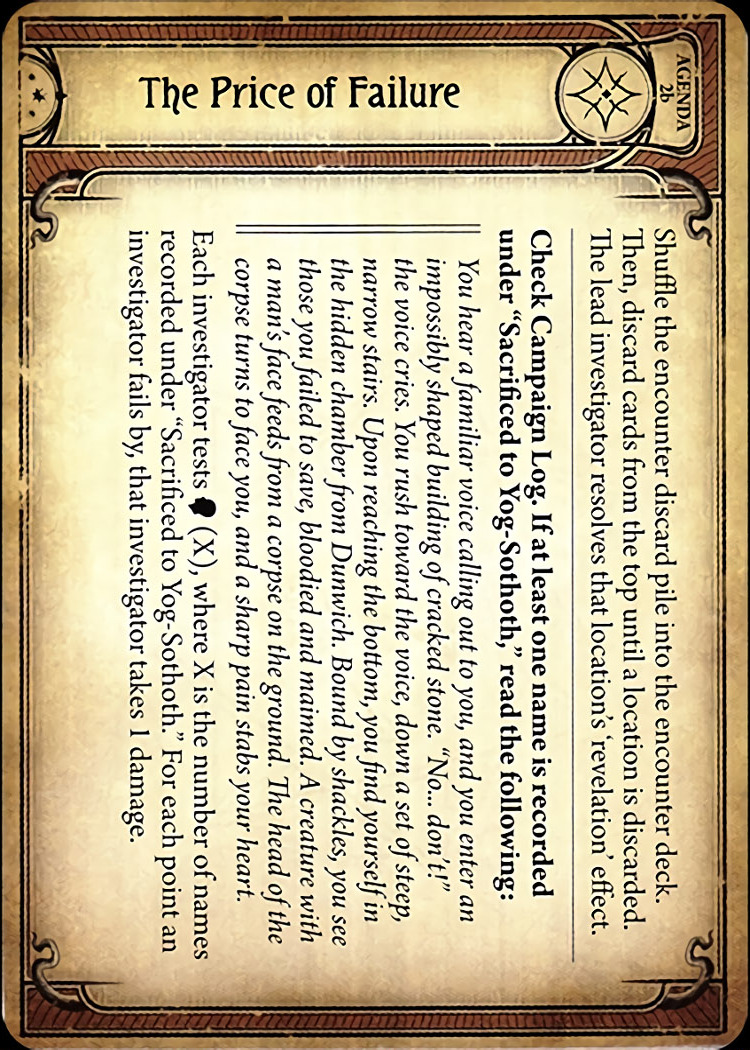 AGENDA
2b
The Price of Failure
Shuffle the encounter discard pile into the encounter deck.
Then, discard cards from the top until a location is discarded.
The lead investigator resolves that location's ‘revelation’ effect.
Check Campaign Log. If at least one name is recorded
under “Sacrificed to Yog-Sothoth,” read the following:
You hear a familiar voice calling out to you, and you enter an
impossibly shaped building of cracked stone. “No... don't!”
the voice cries. You rush toward the voice, down a set of steep,
narrow stairs. Upon reaching the bottom, you find yourself in
the hidden chamber from Dunwich. Bound by shackles, you see
those you failed to save, bloodied and maimed. A creature with
a man's face feeds from a corpse on the ground. The head of the
corpse turns to face you, and a sharp pain stabs your heart.
Each investigator tests (X), where X is the number of names
recorded under “Sacrificed to Yog-Sothoth.” For each point an
investigator fails by, that investigator takes 1 damage.